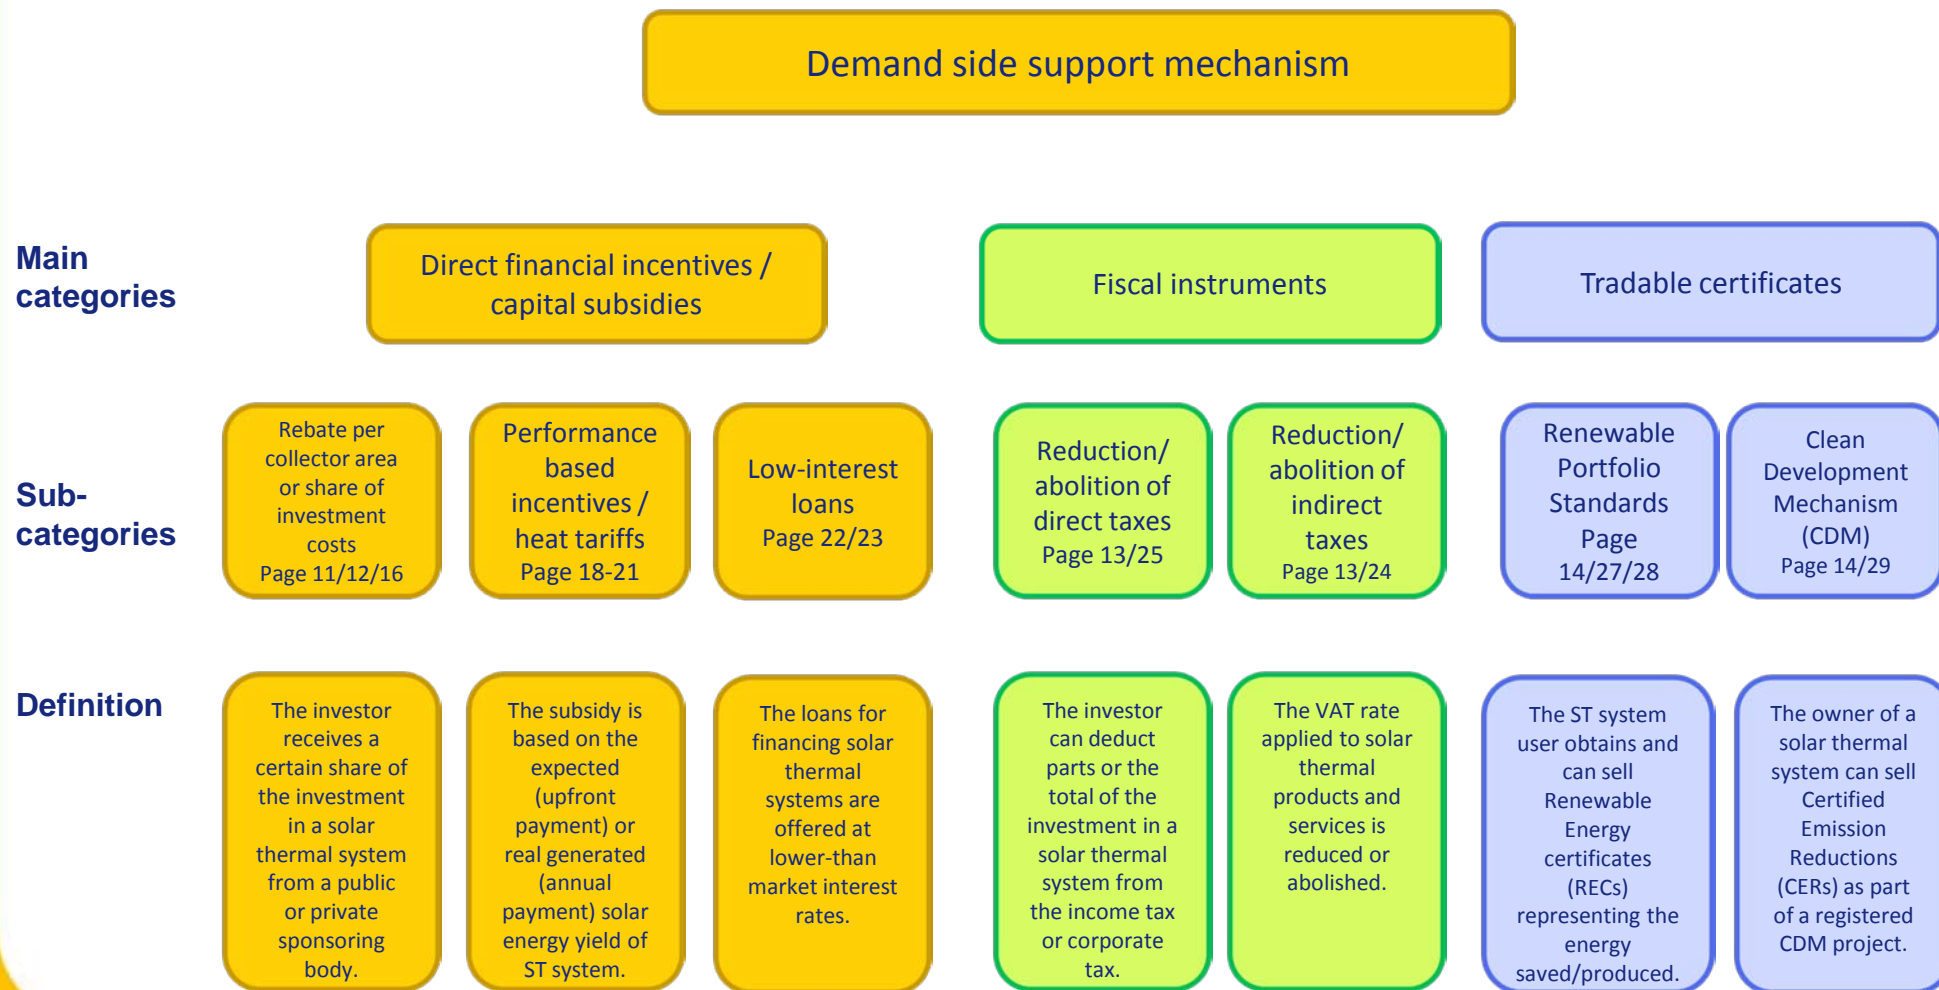 Demand side support mechanism
Main
categories
Direct financial incentives /
capital subsidies
Fiscal instruments
Tradable certificates
Sub-
categories
Rebate per
collector area
or share of
investment
costs
Page 11/12/16
Performance
based
incentives /
heat tariffs
Page 18-21
Low-interest
loans
Page 22/23
Reduction/
abolition of
direct taxes
Page 13/25
Reduction/
abolition of
indirect
taxes
Page 13/24
Renewable
Portfolio
Standards
Page
14/27/28
Clean
Development
Mechanism
(CDM)
Page 14/29
Definition
The investor
receives a
certain share of
the investment
in a solar
thermal system
from a public
or private
sponsoring
body.
The subsidy is
based on the
expected
(upfront
payment) or
real generated
(annual
payment) solar
energy yield of
ST system.
The loans for
financing solar
thermal
systems are
offered at
lower-than
market interest
rates.
The investor
can deduct
parts or the
total of the
investment in a
solar thermal
system from
the income tax
or corporate
tax.
The VAT rate
applied to solar
thermal
products and
services is
reduced or
abolished.
The ST system
user obtains and
can sell
Renewable
Energy
certificates
(RECs)
representing the
energy
saved/produced.
The owner of a
solar thermal
system can sell
Certified
Emission
Reductions
(CERs) as part
of a registered
CDM project.